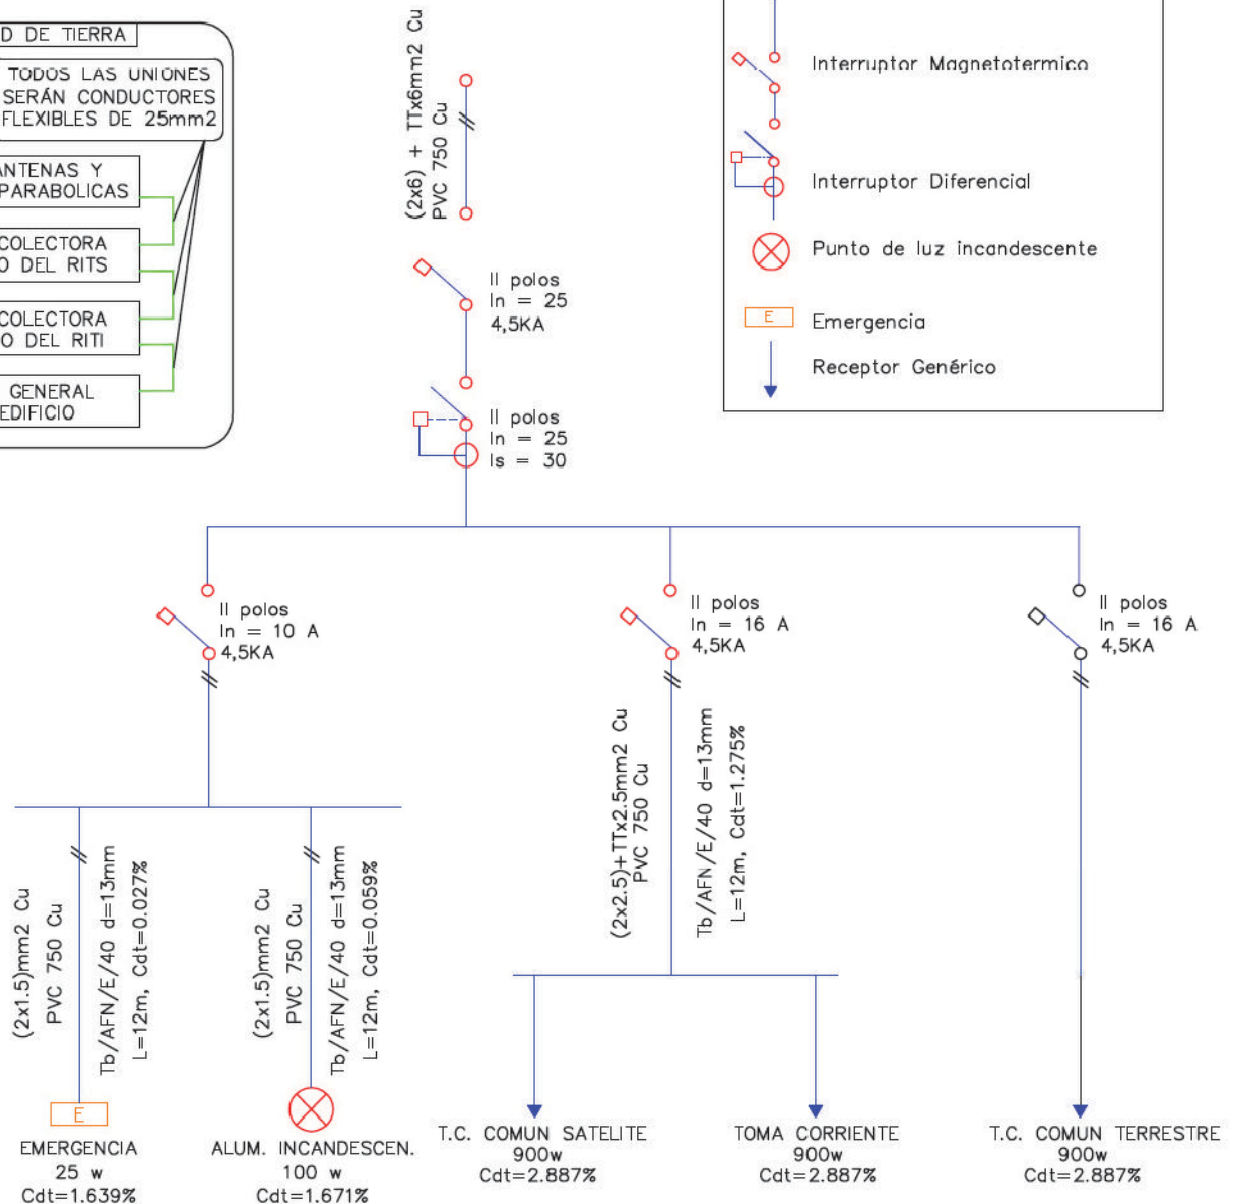 D DE TIERRA
TODOS LAS UNIONES
SERÁN CONDUCTORES
FLEXIBLES DE 25mm2
ANTENAS Y
PARABOLICAS
COLECTORA
O DEL RITS
COLECTORA
O DEL RITI
GENERAL
EDIFICIO
(2x6) + TTx6mm2 Cu
PVC 750 Cu
II polos
In = 25
4,5KA
II polos
In = 25
Is = 30
Interruptor Magnetotermico
Interruptor Diferencial
Punto de luz incandescente
E
Emergencia
Receptor Genérico
II polos
In = 10 A
4,5KA
II polos
In = 16 A
4,5KA
II polos
In = 16 A
4,5KA
(2x1.5)mm2 Cu
PVC 750 Cu
Tb/AFN/E/40 d=13mm
L=12m, Cdt=0.027%
(2x1.5)mm2 Cu
PVC 750 Cu
Tb/AFN/E/40 d=13mm
L=12m, Cdt=0.059%
(2x2.5)+TTx2.5mm2 Cu
PVC 750 Cu
Tb/AFN/E/40 d=13mm
L=12m, Cdt=1.275%
E
EMERGENCIA
25 w
Cdt=1.639%
ALUM. INCANDESCEN.
100 w
Cdt=1.671%
T.C. COMUN SATELITE
900w
Cdt=2.887%
TOMA CORRIENTE
900w
Cdt=2.887%
T.C. COMUN TERRESTRE
900w
Cdt=2.887%